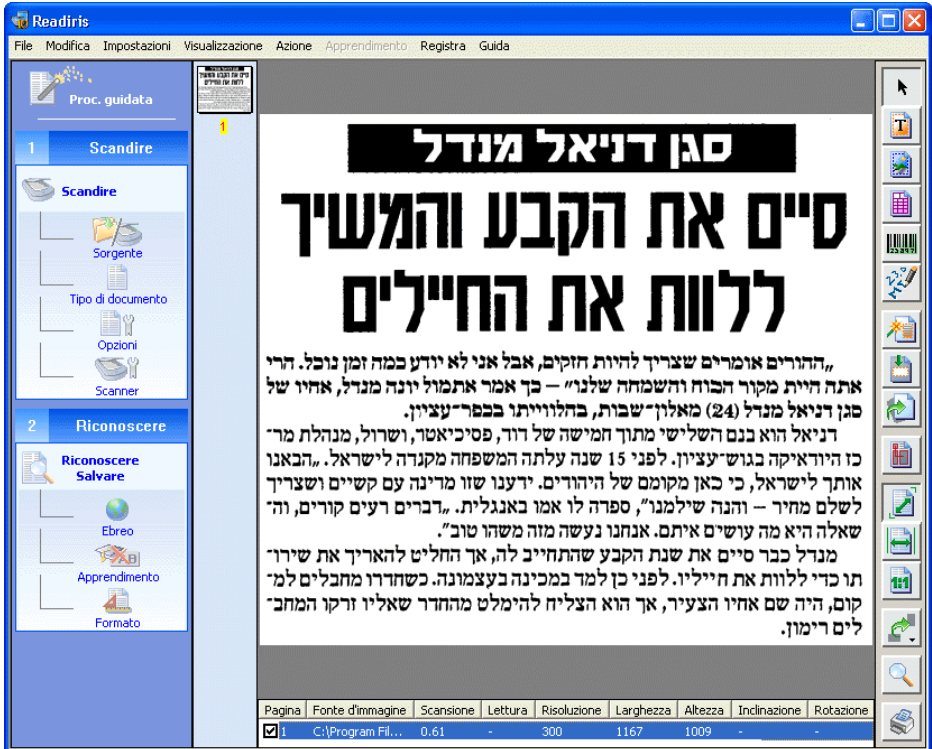 Readiris
File Modifica Impostazioni Visualizzazione Azione Apprendimento Registra Guida
Proc. guidata
1 Scandire
Scandire
Sorgente
Tipo di documento
Opzioni
Scanner
2 Riconoscere
Riconoscere
Salvare
Ebreo
Apprendimento
Formato
1
סגן דניאל מנדל
סיים את הקבע והמשיך
ללוות את החיילים
„ההורים אומרים שצריך להיות חזקים, אבל אני לא יודע כמה זמן נוכל. הרי
אתה היית מקור הכוח והשמחה שלנו״ — כך אמר אתמול יונה מנדל, אחיו של
סגן דניאל מנדל (24) מאלון־שבות, בהלווייתו בכפר־עציון.
דניאל הוא בנם השלישי מתוך חמישה של דוד, פסיכיאטר, ושרול, מנהלת מר־
כז היודאיקה בגוש־עציון. לפני 15 שנה עלתה המשפחה מקנדה לישראל. „הבאנו
אותך לישראל, כי כאן מקומם של היהודים. ידענו שזו מדינה עם קשיים ושצריך
לשלם מחיר — והנה שילמנו״, ספדה לו אמו באנגלית. „דברים רעים קורים, וה־
שאלה היא מה עושים איתם. אנחנו נעשה מזה משהו טוב״.
מנדל כבר סיים את שנת הקבע שהתחייב לה, אך החליט להאריך את שירו־
תו כדי ללוות את חייליו. לפני כן למד במכינה בעצמונה. כשחדרו מחבלים למ־
קום, היה שם אחיו הצעיר, אך הוא הצליח להימלט מהחדר שאליו זרקו המחב־
לים רימון.
Pagina Fonte d'immagine Scansione Lettura Risoluzione Larghezza Altezza Inclinazione Rotazione
1 C:\Program Fil... 0.61 - 300 1167 1009 - -
T
23897
AB
1:1